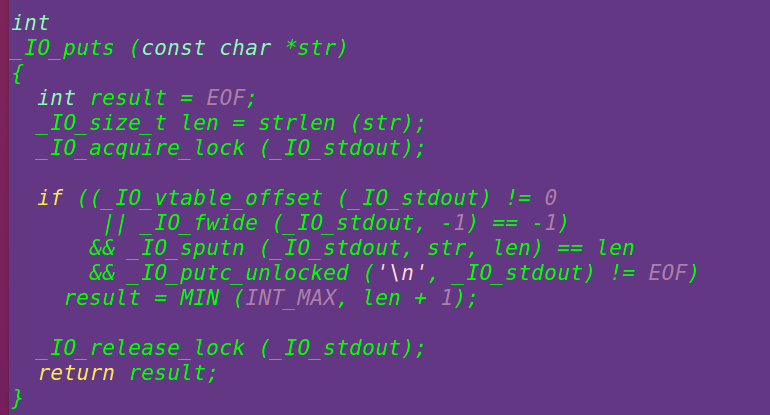 int
_IO_puts (const char *str)
{
  int result = EOF;
  _IO_size_t len = strlen (str);
  _IO_acquire_lock (_IO_stdout);

  if ((_IO_vtable_offset (_IO_stdout) != 0
       || _IO_fwide (_IO_stdout, -1) == -1)
      && _IO_sputn (_IO_stdout, str, len) == len
      && _IO_putc_unlocked ('\n', _IO_stdout) != EOF)
    result = MIN (INT_MAX, len + 1);

  _IO_release_lock (_IO_stdout);
  return result;
}